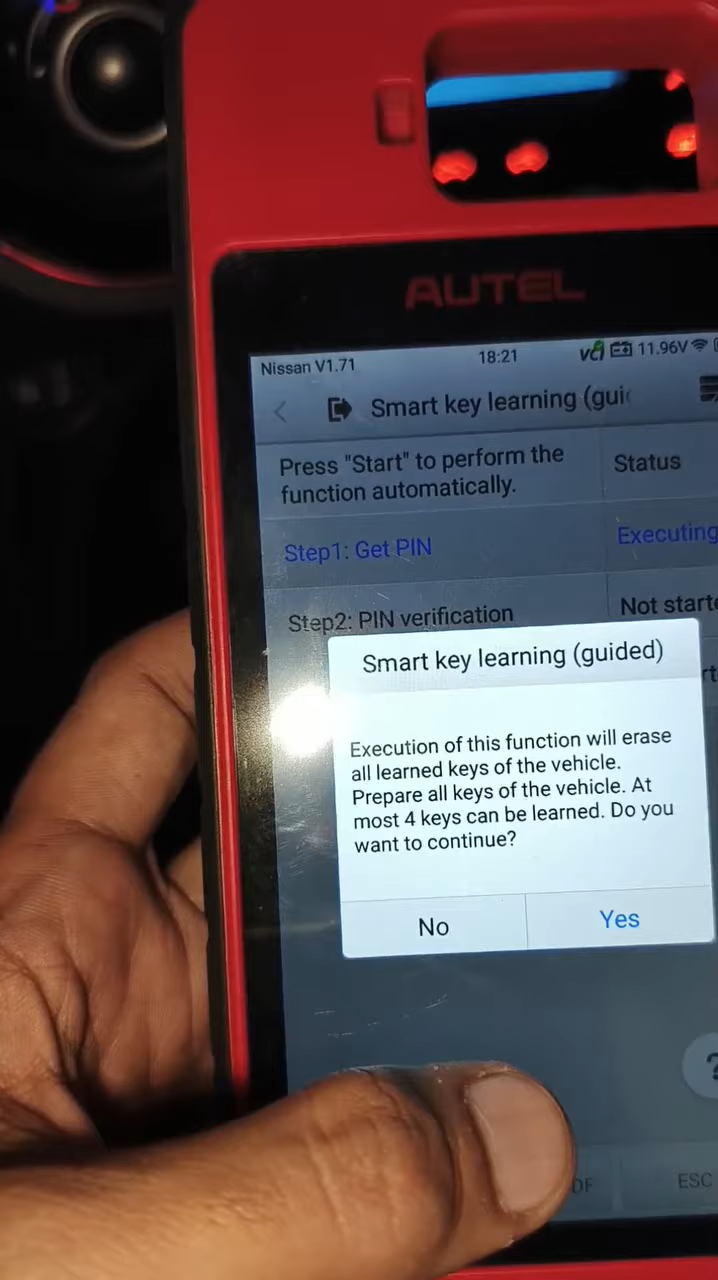 AUTEL
Nissan V1.71
18:21
11.96V
Smart key learning (gui
Press "Start" to perform the
function automatically.
Status
Step1: Get PIN
Executing
Step2: PIN verification
Not starte
rt
Smart key learning (guided)
Execution of this function will erase
all learned keys of the vehicle.
Prepare all keys of the vehicle. At
most 4 keys can be learned. Do you
want to continue?
No
Yes
?
DF
ESC